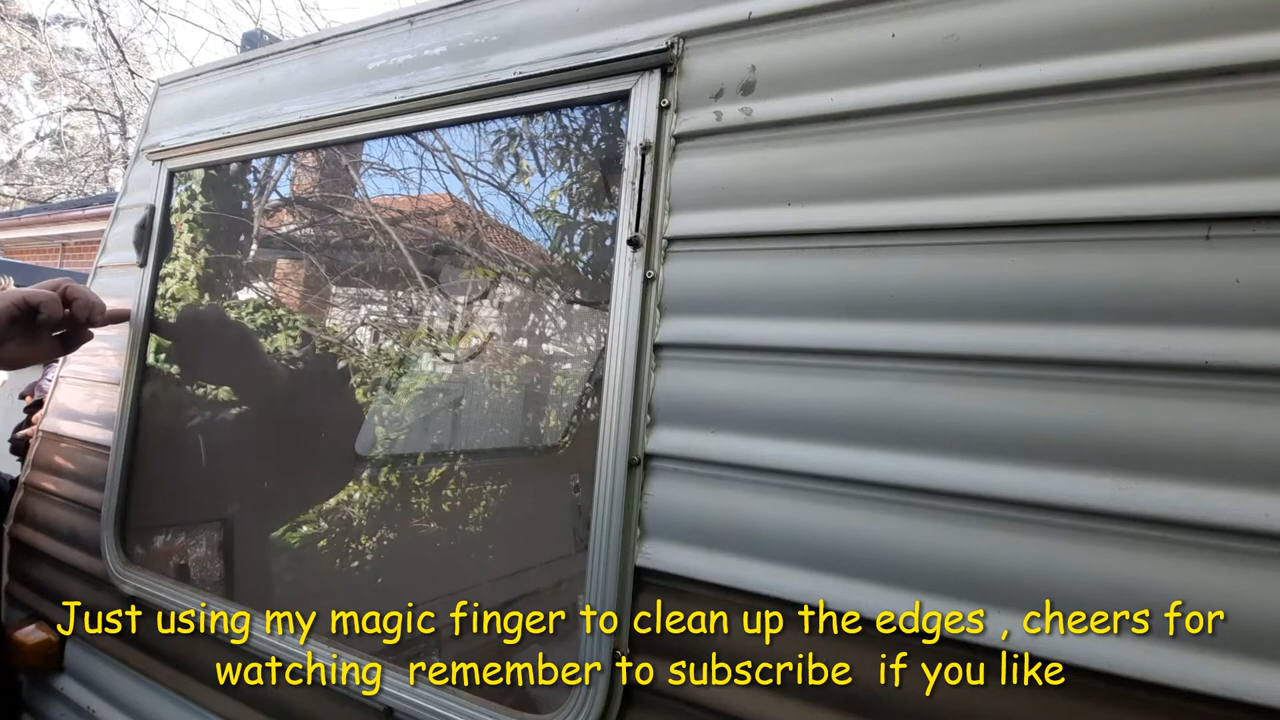 Just using my magic finger to clean up the edges , cheers for
watching  remember to subscribe  if you like